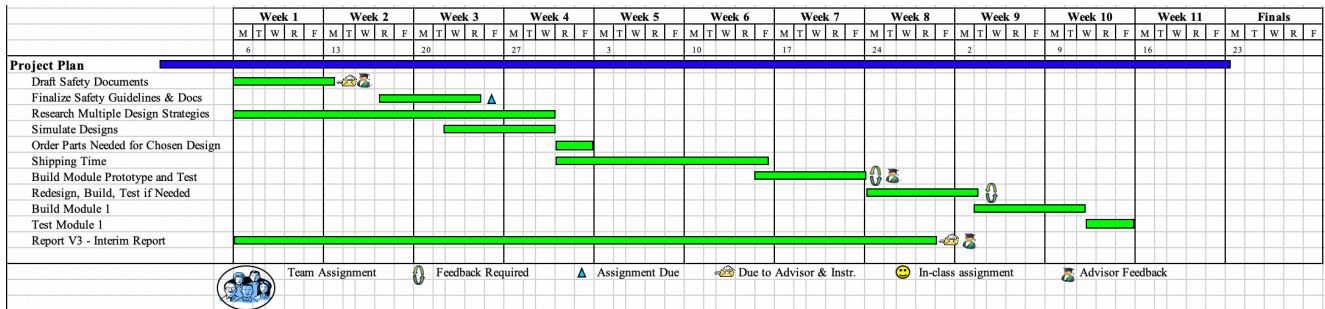 Week 1 Week 2 Week 3 Week 4 Week 5 Week 6 Week 7 Week 8 Week 9 Week 10 Week 11 Finals
M T W R F M T W R F M T W R F M T W R F M T W R F M T W R F M T W R F M T W R F M T W R F M T W R F M T W R F M T W R F
6 13 20 27 3 10 17 24 2 9 16 23
Project Plan
Draft Safety Documents
Finalize Safety Guidelines & Docs
Research Multiple Design Strategies
Simulate Designs
Order Parts Needed for Chosen Design
Shipping Time
Build Module Prototype and Test
Redesign, Build, Test if Needed
Build Module 1
Test Module 1
Report V3 - Interim Report
Team Assignment Feedback Required Assignment Due Due to Advisor & Instr. In-class assignment Advisor Feedback